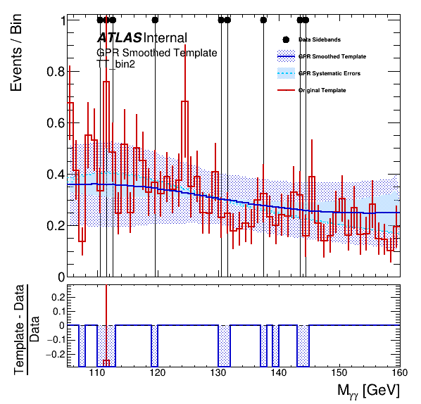 Events / Bin
1
0.8
0.6
0.4
0.2
0
ATLAS Internal
GPR Smoothed Template
_bin2
Data Sidebands
GPR Smoothed Template
GPR Systematic Errors
Original Template
Template - Data
Data
0.2
0.1
0
−0.1
−0.2
110 120 130 140 150 160
Mγγ [GeV]